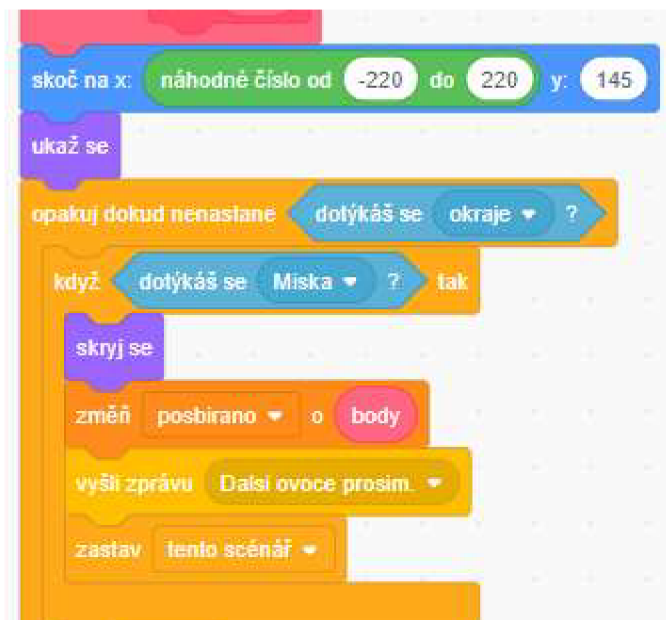 skoč na x: náhodné číslo od -220 do 220 y: 145
ukaž se
opakuj dokud nenastane dotýkáš se okraje ?
když dotýkáš se Miska ? tak
skryj se
změň posbirano o body
vyšli zprávu Dalsi ovoce prosim.
zastav tento scénář